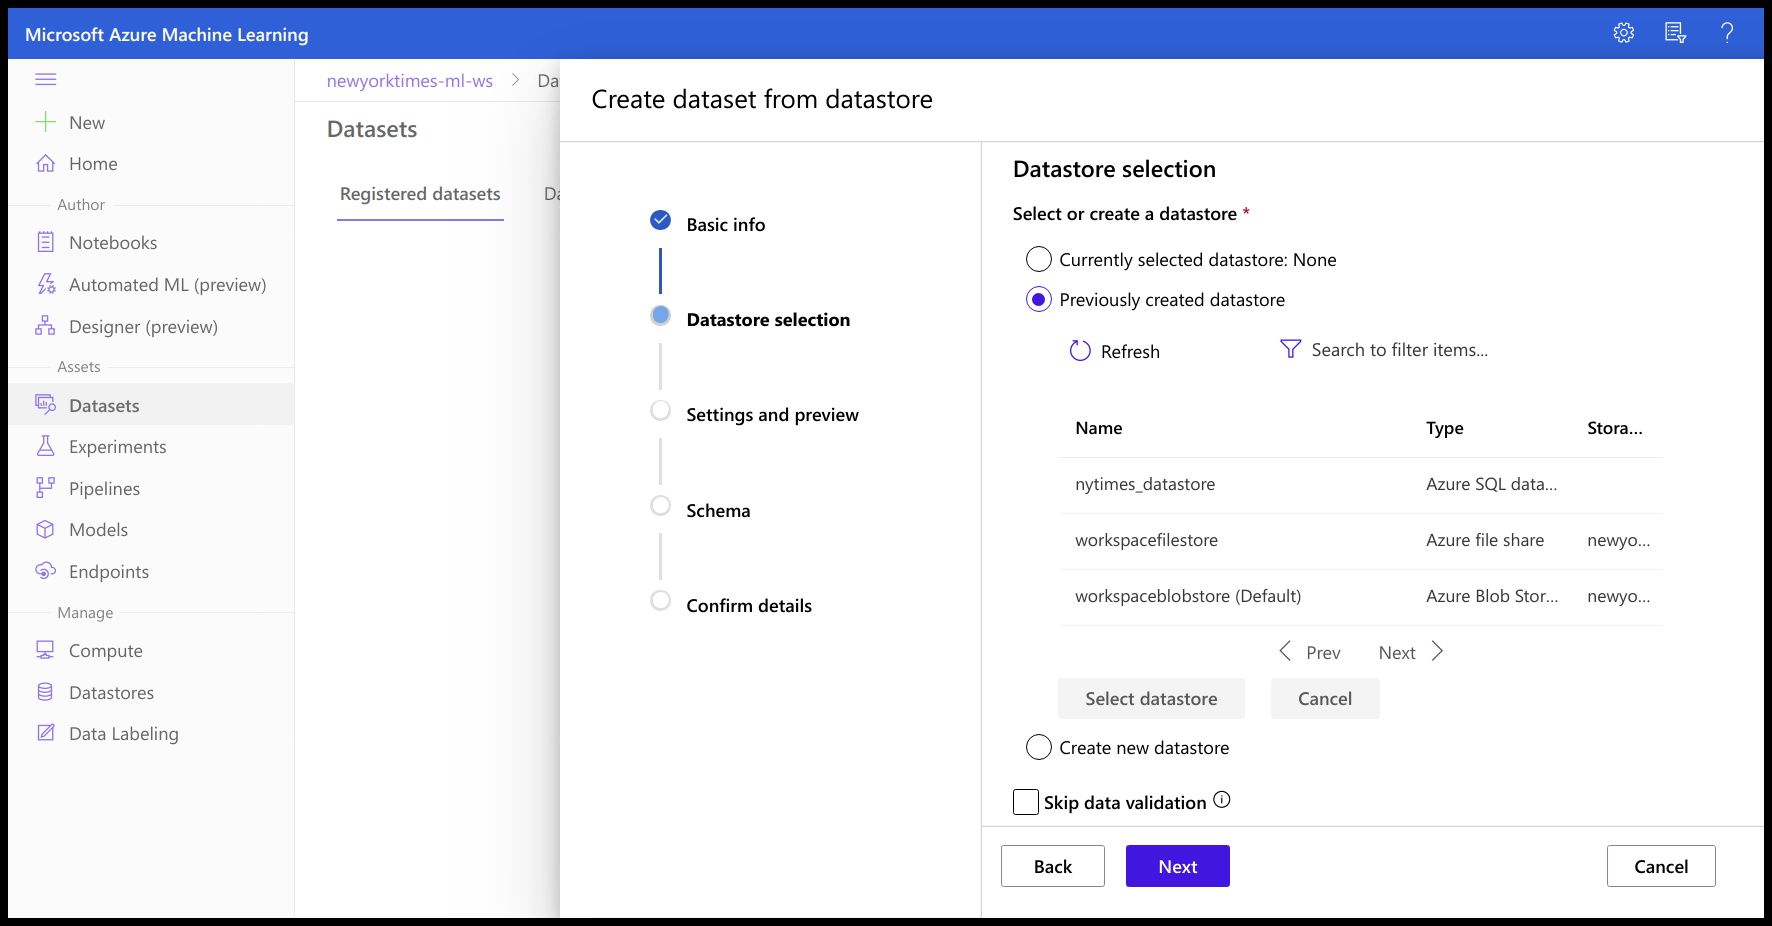 Microsoft Azure Machine Learning
New
Home
Author
Notebooks
Automated ML (preview)
Designer (preview)
Assets
Datasets
Experiments
Pipelines
Models
Endpoints
Manage
Compute
Datastores
Data Labeling
newyorktimes-ml-ws > Da
Datasets
Registered datasets Da
Create dataset from datastore
Basic info
Datastore selection
Settings and preview
Schema
Confirm details
Datastore selection
Select or create a datastore *
Currently selected datastore: None
Previously created datastore
Refresh Search to filter items...
Name Type Stora...
nytimes_datastore Azure SQL data...
workspacefilestore Azure file share newyo...
workspaceblobstore (Default) Azure Blob Stor... newyo...
Prev Next
Select datastore Cancel
Create new datastore
Skip data validation
Back Next Cancel